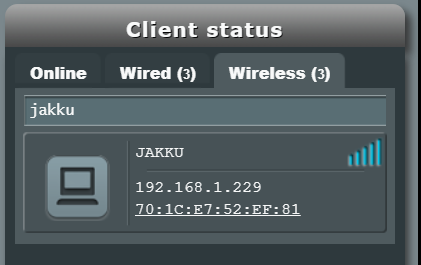 Client status
Online Wired (3) Wireless (3)
jakku
JAKKU
192.168.1.229
70:1C:E7:52:EF:81